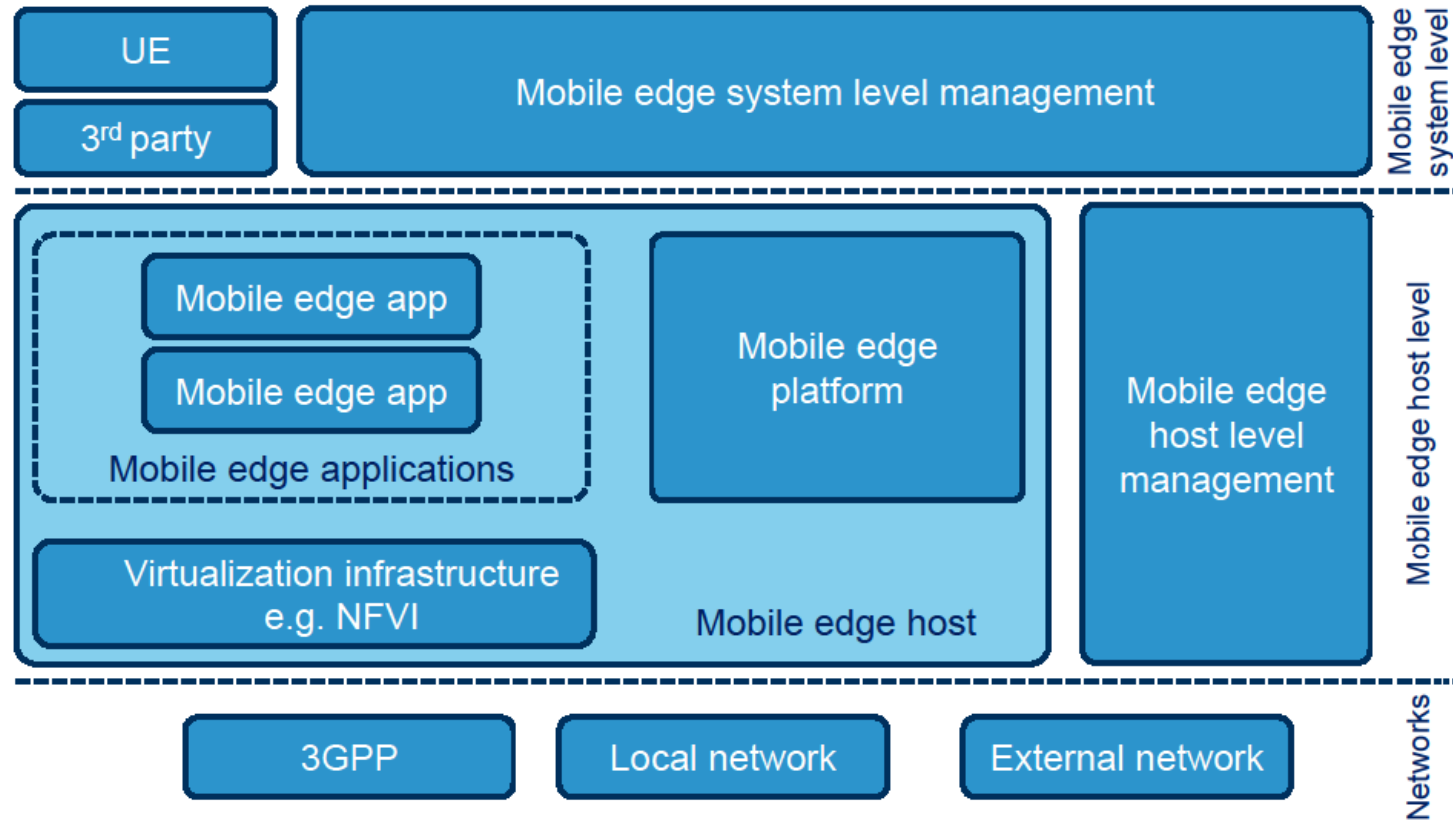 UE
3rd party
Mobile edge system level management
Mobile edge
system level
Mobile edge app
Mobile edge app
Mobile edge applications
Mobile edge
platform
Virtualization infrastructure
e.g. NFVI
Mobile edge host
Mobile edge
host level
management
Mobile edge host level
3GPP
Local network
External network
Networks